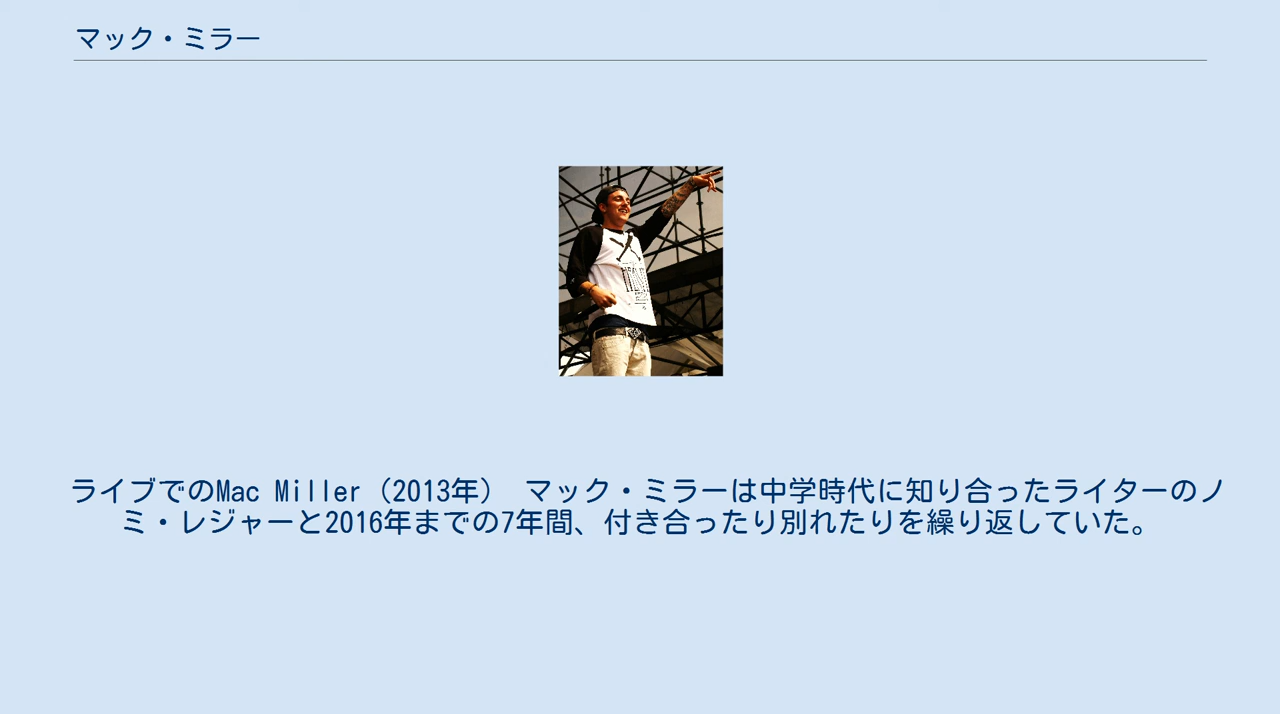 マック・ミラー
ライブでのMac Miller（2013年） マック・ミラーは中学時代に知り合ったライターのノ
ミ・レジャーと2016年までの7年間、付き合ったり別れたりを繰り返していた。